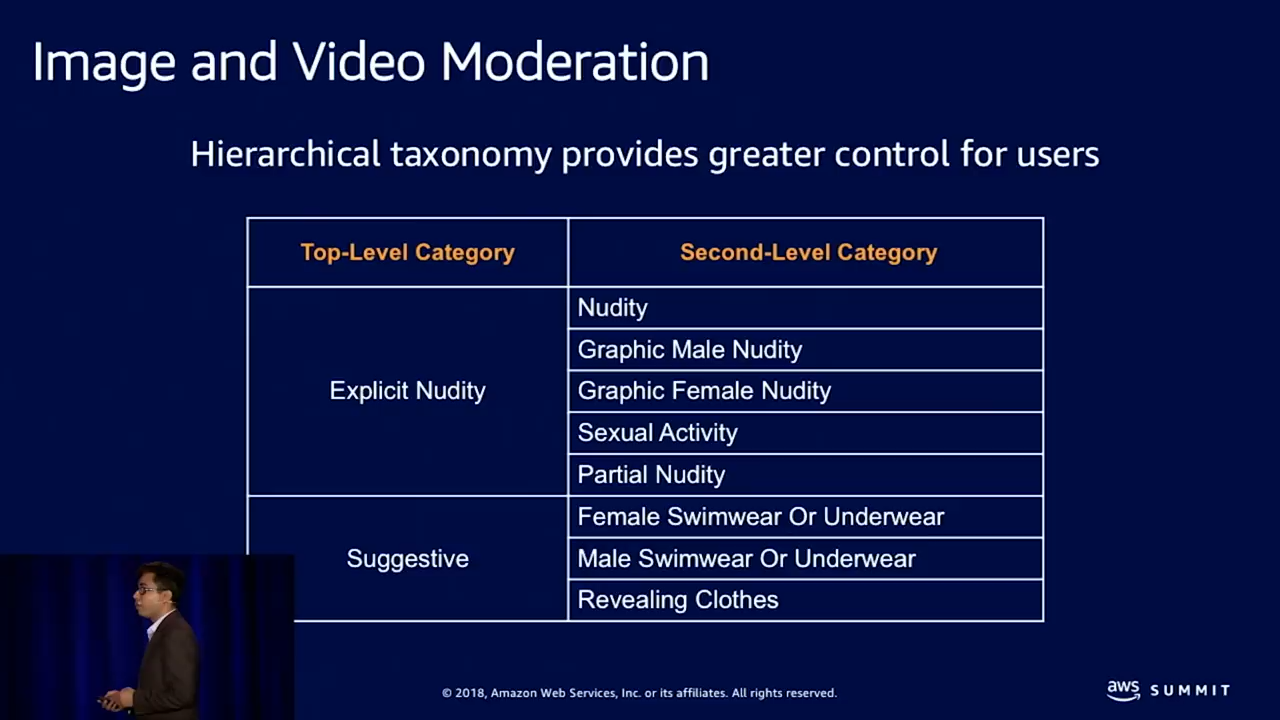 Image and Video Moderation
Hierarchical taxonomy provides greater control for users
Top-Level Category
Second-Level Category
Explicit Nudity
Nudity
Graphic Male Nudity
Graphic Female Nudity
Sexual Activity
Partial Nudity
Suggestive
Female Swimwear Or Underwear
Male Swimwear Or Underwear
Revealing Clothes
© 2018, Amazon Web Services, Inc. or its affiliates. All rights reserved.
aws SUMMIT